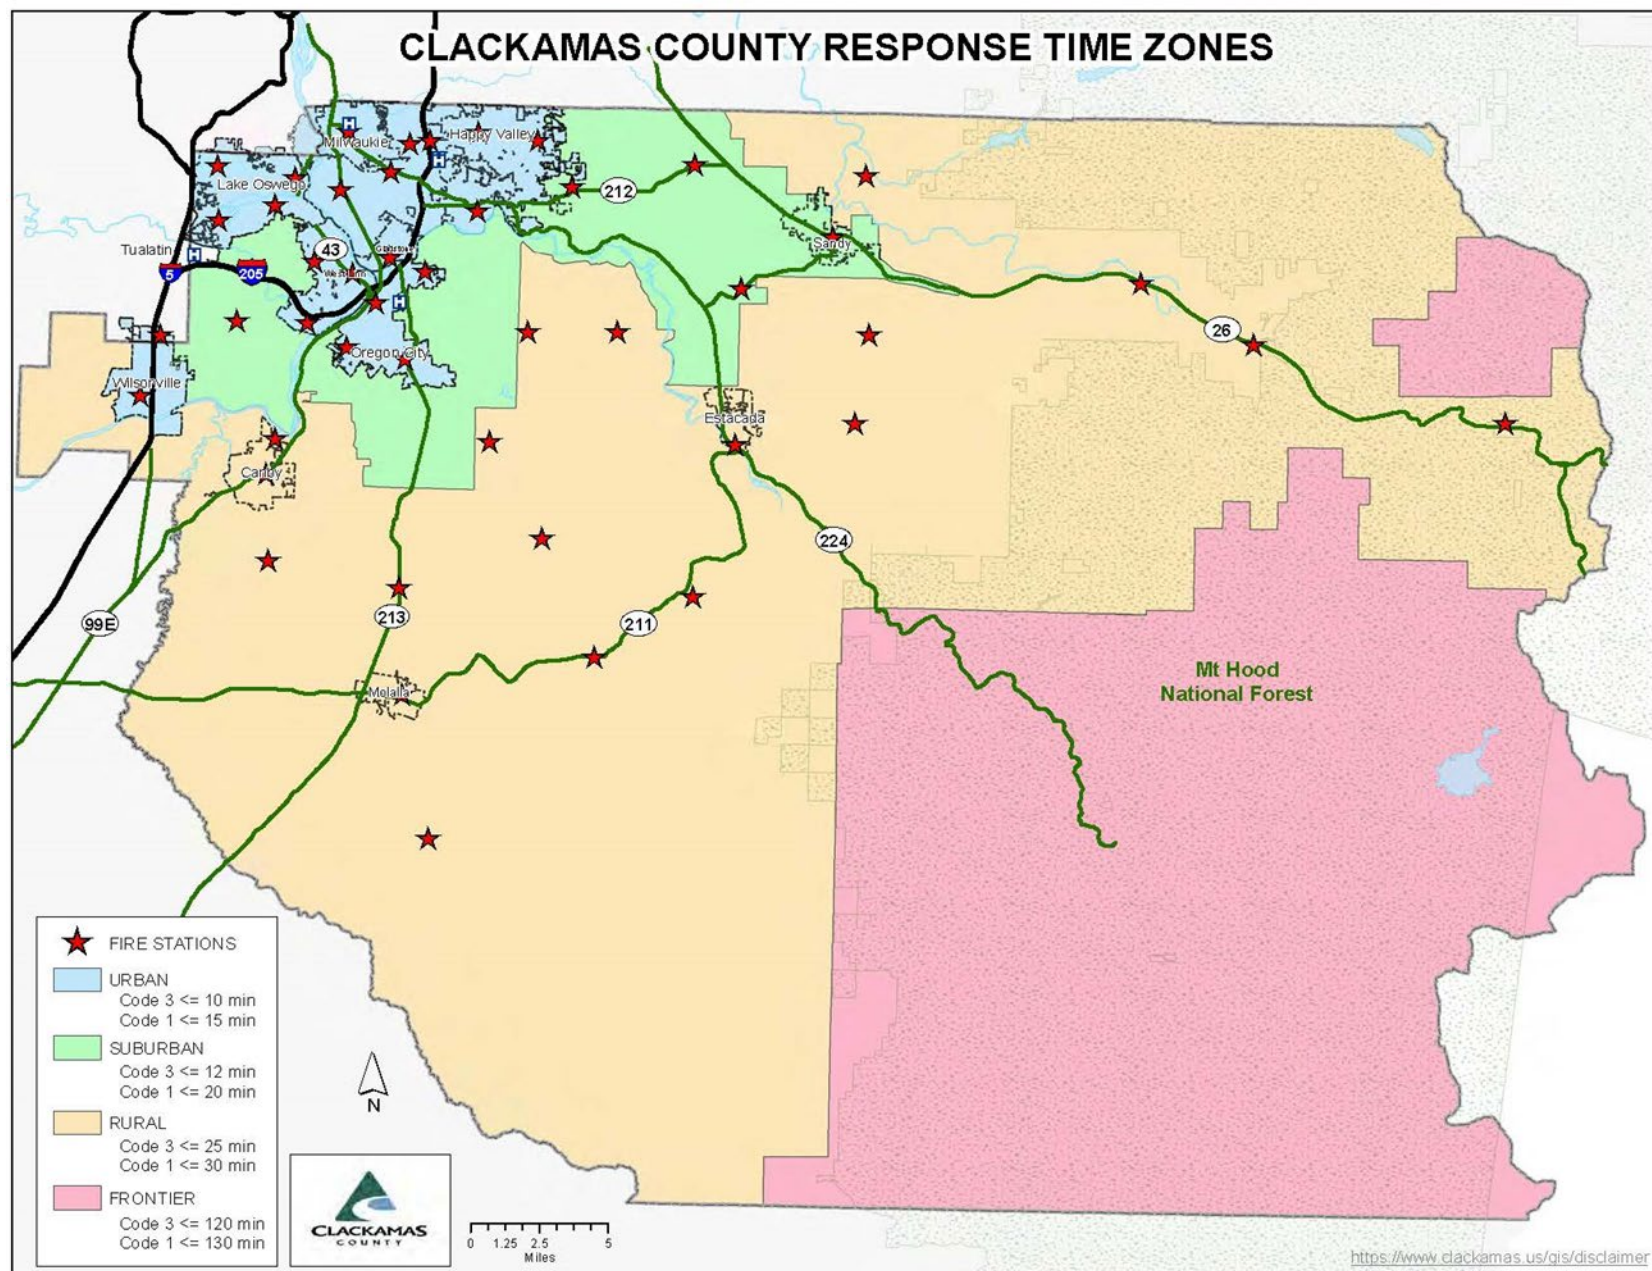 CLACKAMAS COUNTY RESPONSE TIME ZONES
H
Milwaukie
Happy Valley
H
Lake Oswego
212
43
Tualatin
H
Sandy
5
205
West Linn
H
26
Oregon City
Wilsonville
Estacada
Canby
224
99E
213
211
Mt Hood
National Forest
Molalla
FIRE STATIONS
URBAN
Code 3 <= 10 min
Code 1 <= 15 min
SUBURBAN
Code 3 <= 12 min
Code 1 <= 20 min
RURAL
Code 3 <= 25 min
Code 1 <= 30 min
FRONTIER
Code 3 <= 120 min
Code 1 <= 130 min
N
CLACKAMAS
COUNTY
0 1.25 2.5 5
Miles
https://www.clackamas.us/gis/disclaimer